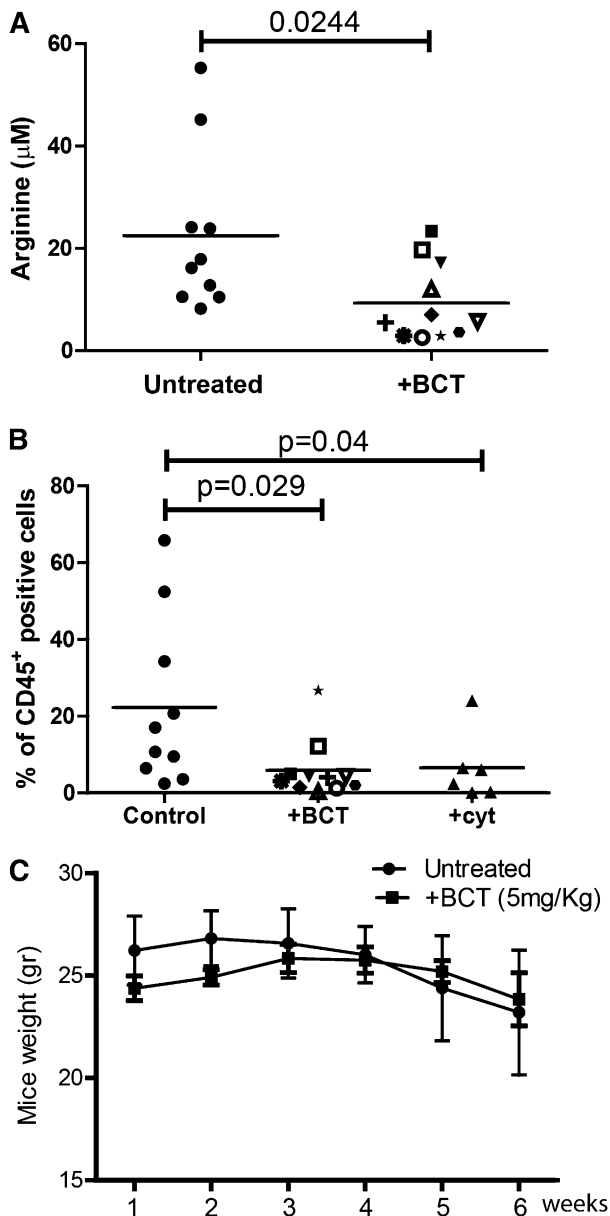 A
0.0244
60
40
20
0
Arginine (μM)
Untreated
+BCT
B
p=0.04
p=0.029
80
60
40
20
0
% of CD45⁺ positive cells
Control
+BCT
+cyt
C
Untreated
+BCT (5mg/Kg)
30
25
20
15
Mice weight (gr)
1 2 3 4 5 6 weeks